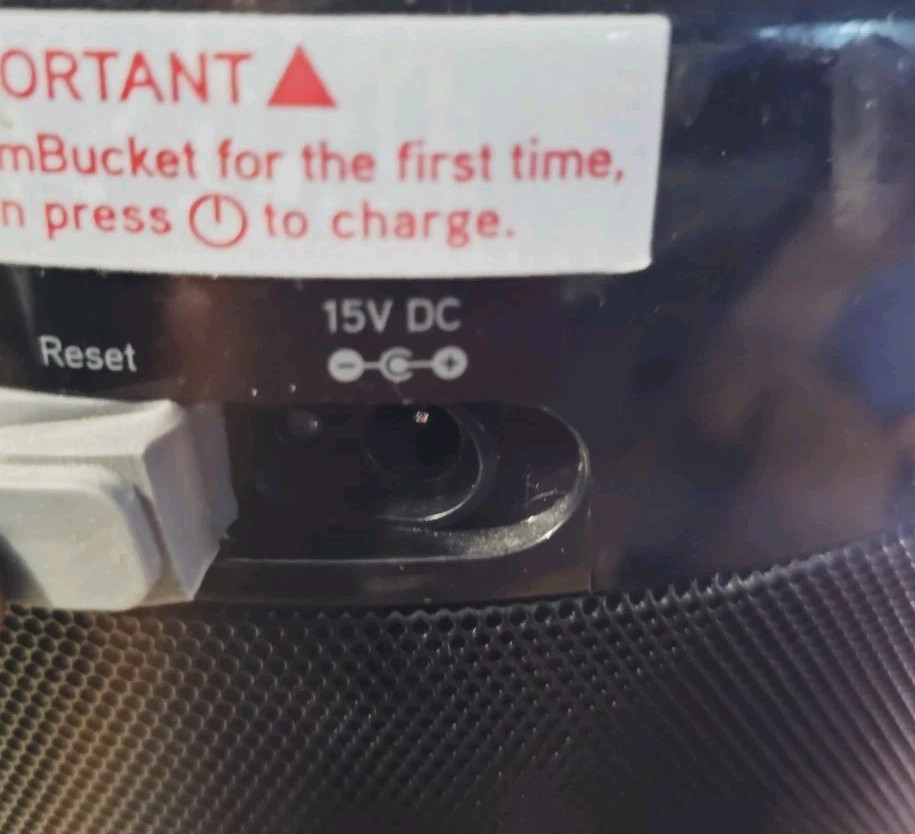 ORTANT
mBucket for the first time,
n press to charge.
15V DC
Reset